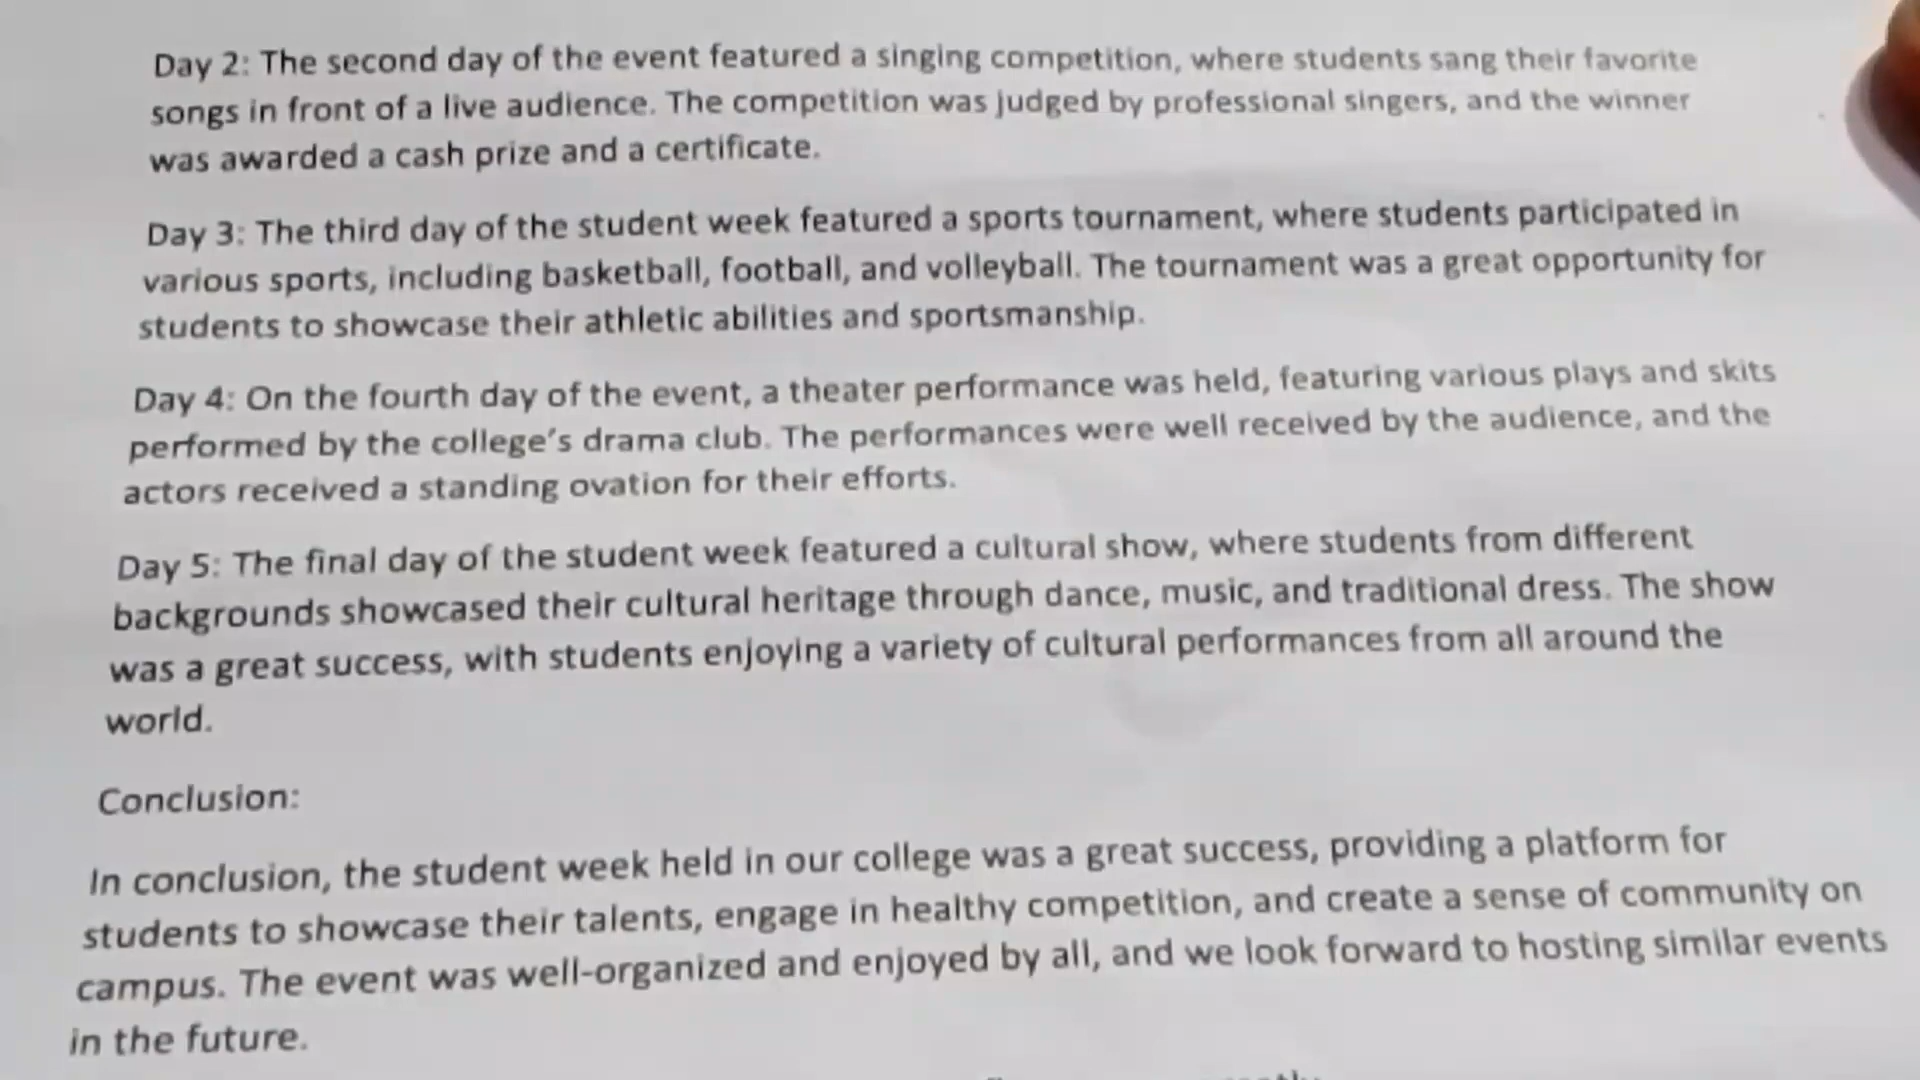 Day 2: The second day of the event featured a singing competition, where students sang their favorite
songs in front of a live audience. The competition was judged by professional singers, and the winner
was awarded a cash prize and a certificate.
Day 3: The third day of the student week featured a sports tournament, where students participated in
various sports, including basketball, football, and volleyball. The tournament was a great opportunity for
students to showcase their athletic abilities and sportsmanship.
Day 4: On the fourth day of the event, a theater performance was held, featuring various plays and skits
performed by the college's drama club. The performances were well received by the audience, and the
actors received a standing ovation for their efforts.
Day 5: The final day of the student week featured a cultural show, where students from different
backgrounds showcased their cultural heritage through dance, music, and traditional dress. The show
was a great success, with students enjoying a variety of cultural performances from all around the
world.
Conclusion:
In conclusion, the student week held in our college was a great success, providing a platform for
students to showcase their talents, engage in healthy competition, and create a sense of community on
campus. The event was well-organized and enjoyed by all, and we look forward to hosting similar events
in the future.